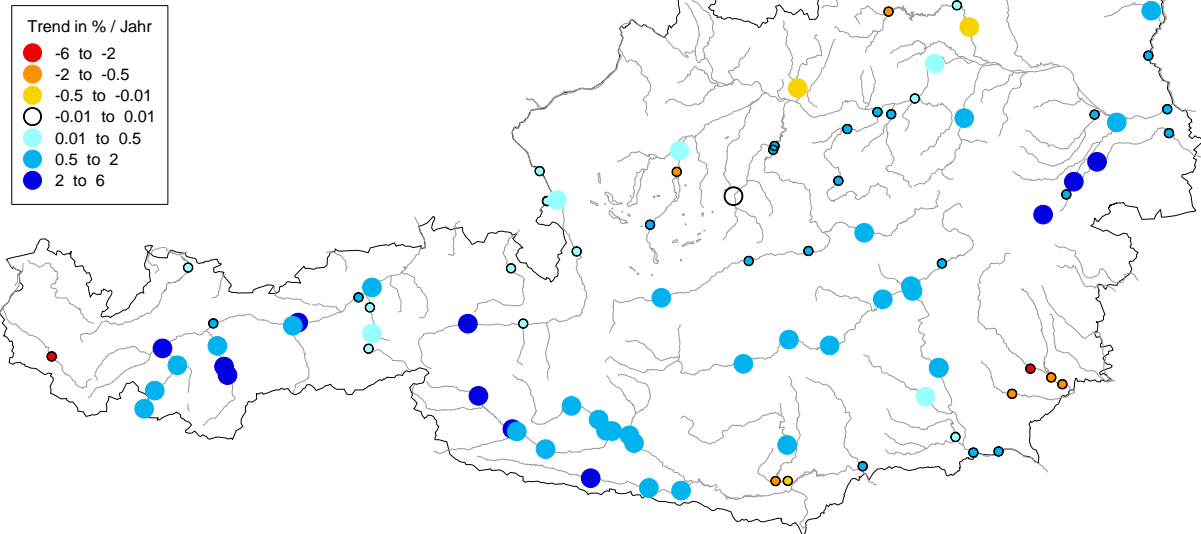 Trend in % / Jahr
-6 to -2
-2 to -0.5
-0.5 to -0.01
-0.01 to 0.01
0.01 to 0.5
0.5 to 2
2 to 6